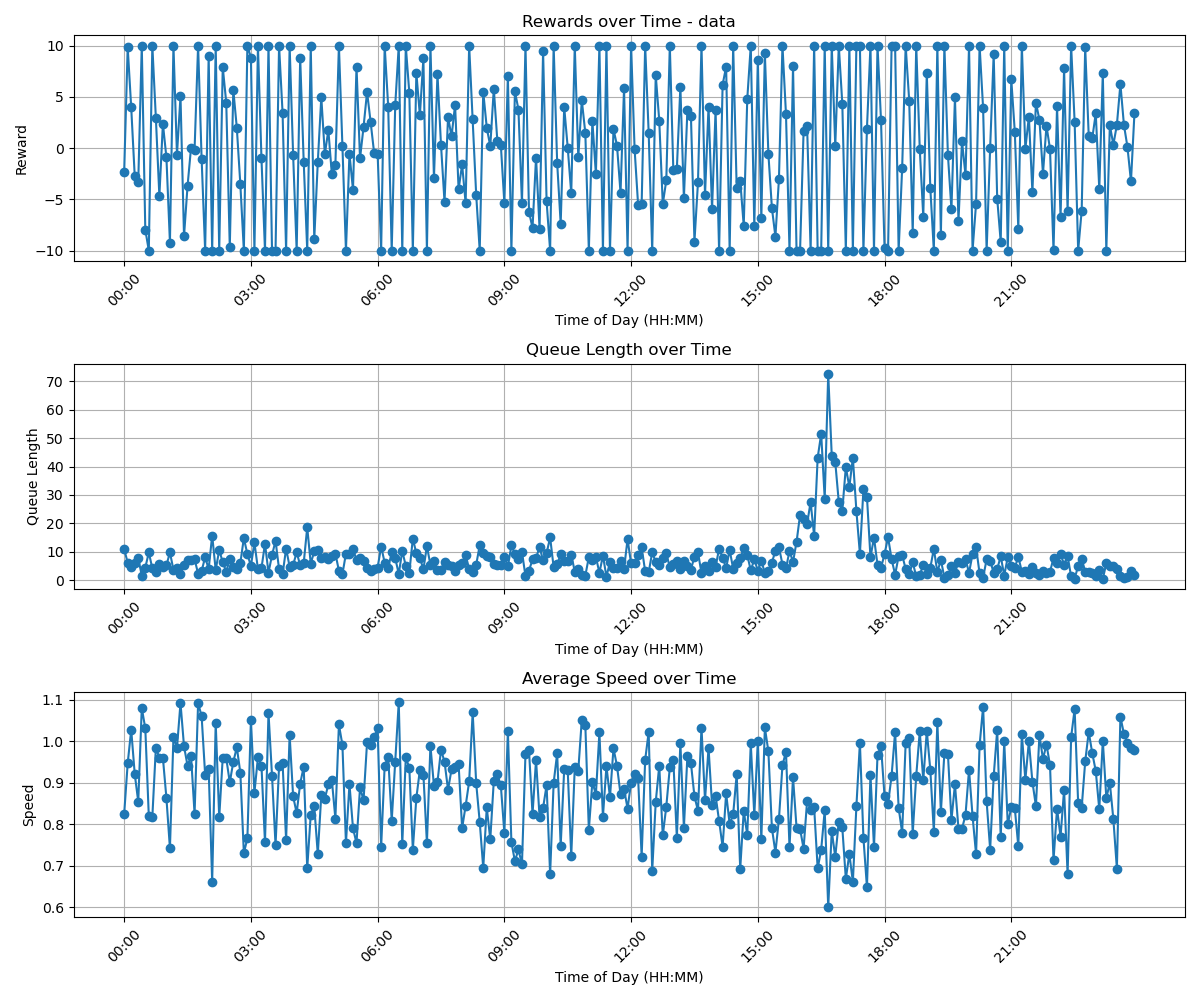 Rewards over Time - data
10
5
0
−5
−10
Reward
00:00 03:00 06:00 09:00 12:00 15:00 18:00 21:00
Time of Day (HH:MM)
Queue Length over Time
70
60
50
40
30
20
10
0
Queue Length
00:00 03:00 06:00 09:00 12:00 15:00 18:00 21:00
Time of Day (HH:MM)
Average Speed over Time
1.1
1.0
0.9
0.8
0.7
0.6
Speed
00:00 03:00 06:00 09:00 12:00 15:00 18:00 21:00
Time of Day (HH:MM)